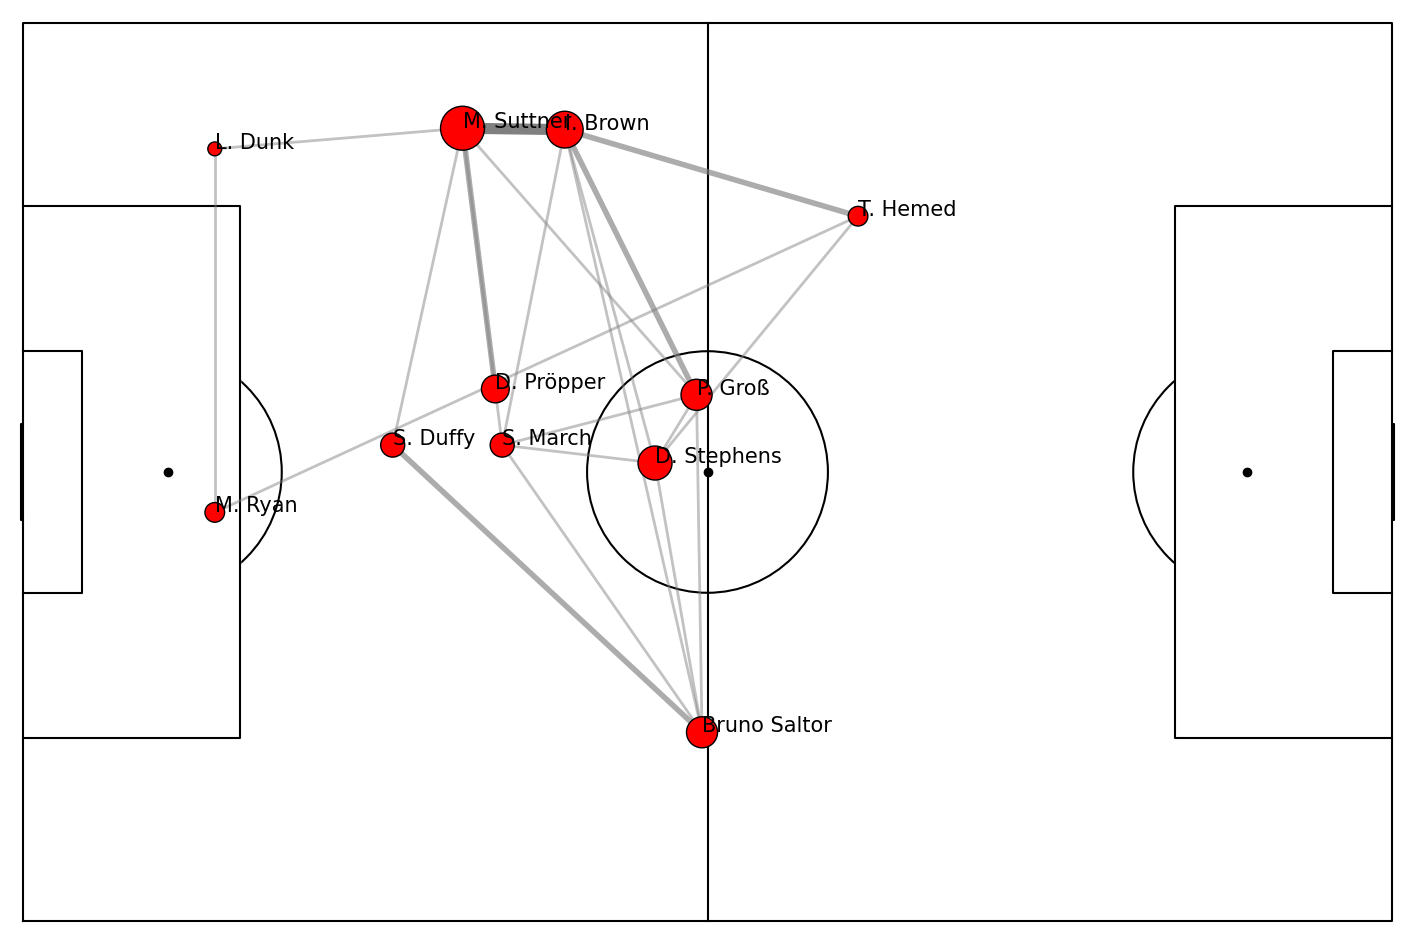 M. Suttner
I. Brown
L. Dunk
T. Hemed
D. Pröpper
P. Groß
S. Duffy
S. March
D. Stephens
M. Ryan
Bruno Saltor